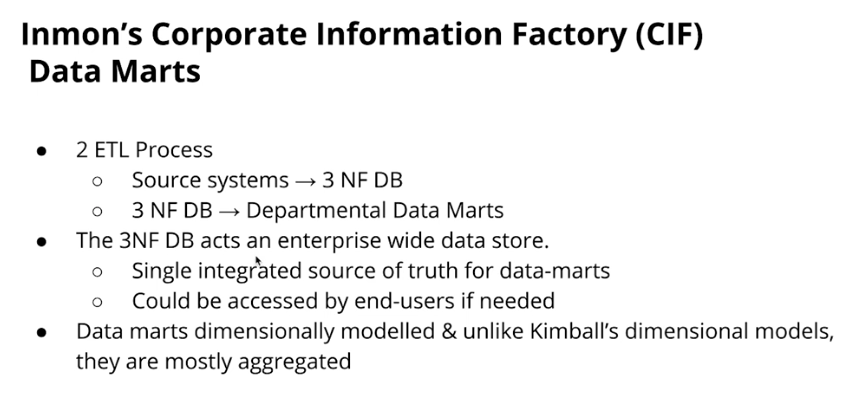 Inmon's Corporate Information Factory (CIF)
Data Marts
● 2 ETL Process
○ Source systems → 3 NF DB
○ 3 NF DB → Departmental Data Marts
● The 3NF DB acts an enterprise wide data store.
○ Single integrated source of truth for data-marts
○ Could be accessed by end-users if needed
● Data marts dimensionally modelled & unlike Kimball's dimensional models,
they are mostly aggregated